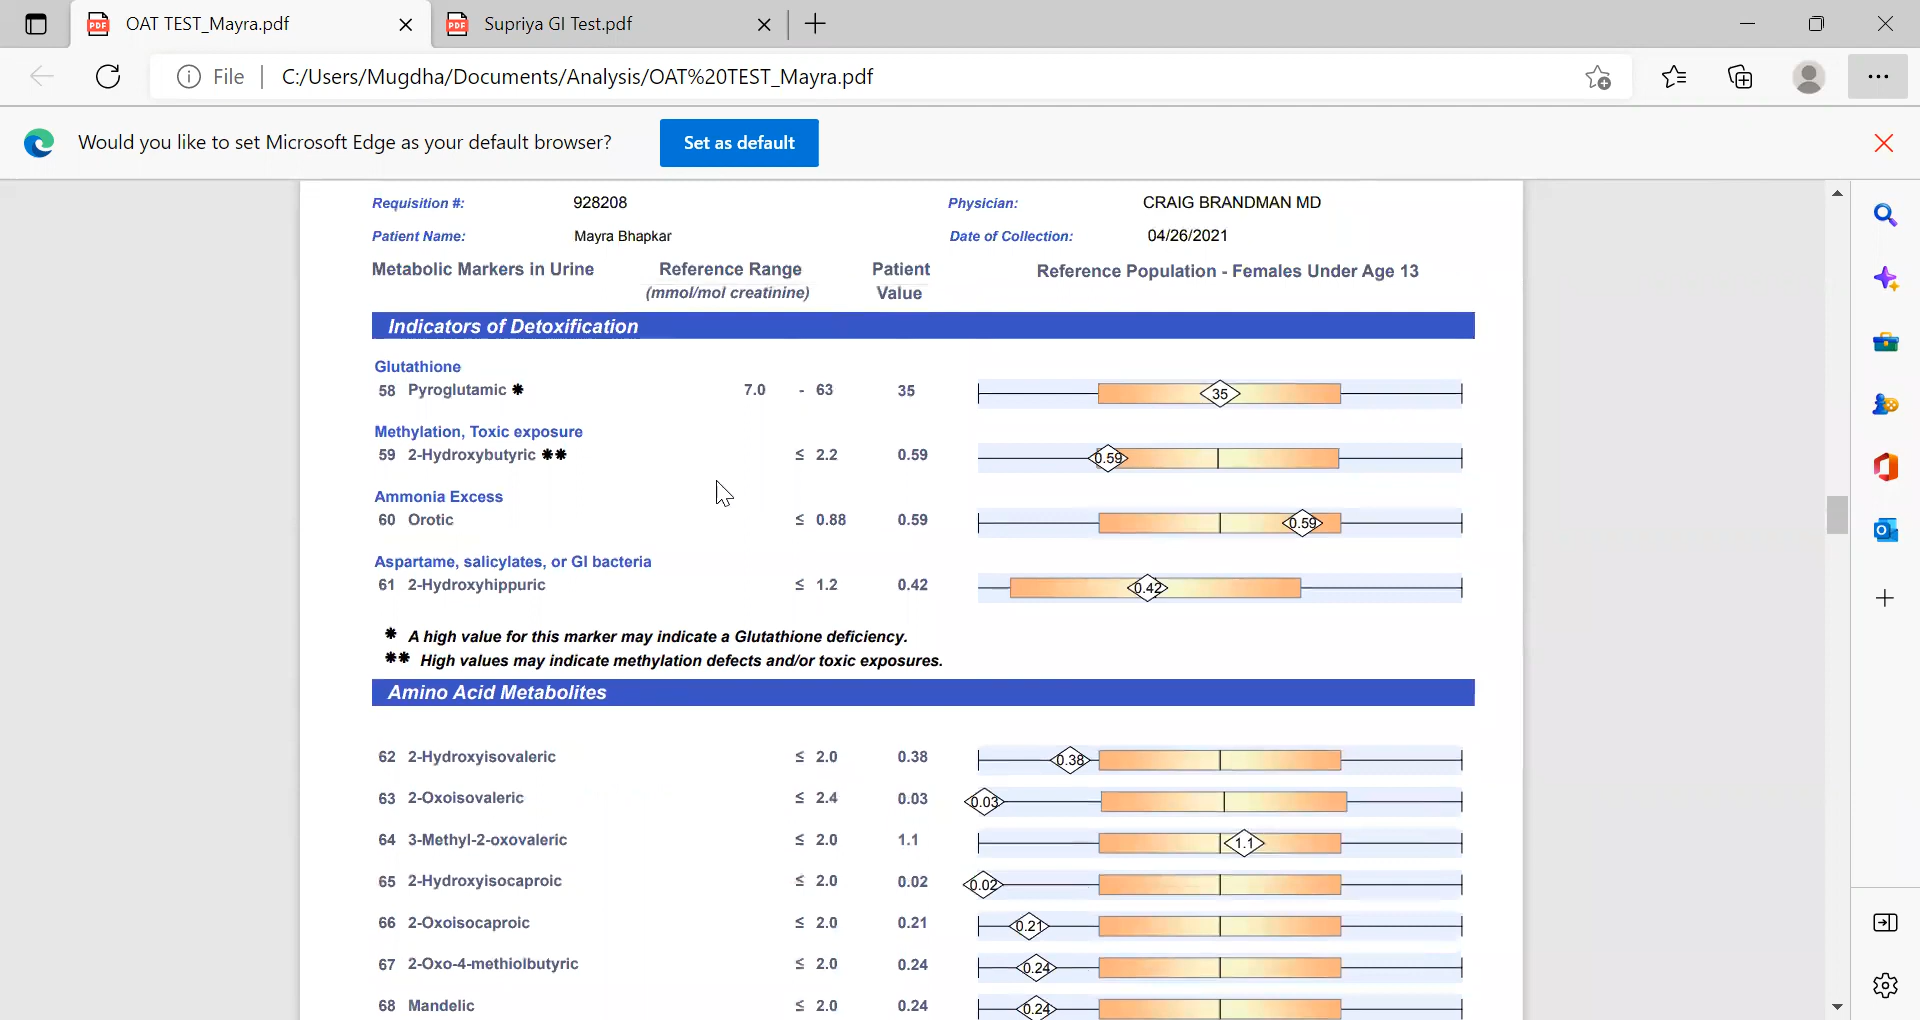 OAT TEST_Mayra.pdf
Supriya GI Test.pdf
File
C:/Users/Mugdha/Documents/Analysis/OAT%20TEST_Mayra.pdf
Would you like to set Microsoft Edge as your default browser?
Set as default
Requisition #: 928208 Physician: CRAIG BRANDMAN MD
Patient Name: Mayra Bhapkar Date of Collection: 04/26/2021
Metabolic Markers in Urine Reference Range Patient Reference Population - Females Under Age 13
(mmol/mol creatinine) Value
Indicators of Detoxification
Glutathione
58 Pyroglutamic ✱ 7.0 - 63 35 35
Methylation, Toxic exposure
59 2-Hydroxybutyric ✱✱ ≤ 2.2 0.59 0.59
Ammonia Excess
60 Orotic ≤ 0.88 0.59 0.59
Aspartame, salicylates, or GI bacteria
61 2-Hydroxyhippuric ≤ 1.2 0.42 0.42
✱ A high value for this marker may indicate a Glutathione deficiency.
✱✱ High values may indicate methylation defects and/or toxic exposures.
Amino Acid Metabolites
62 2-Hydroxyisovaleric ≤ 2.0 0.38 0.38
63 2-Oxoisovaleric ≤ 2.4 0.03 0.03
64 3-Methyl-2-oxovaleric ≤ 2.0 1.1 1.1
65 2-Hydroxyisocaproic ≤ 2.0 0.02 0.02
66 2-Oxoisocaproic ≤ 2.0 0.21 0.21
67 2-Oxo-4-methiolbutyric ≤ 2.0 0.24 0.24
68 Mandelic ≤ 2.0 0.24 0.24